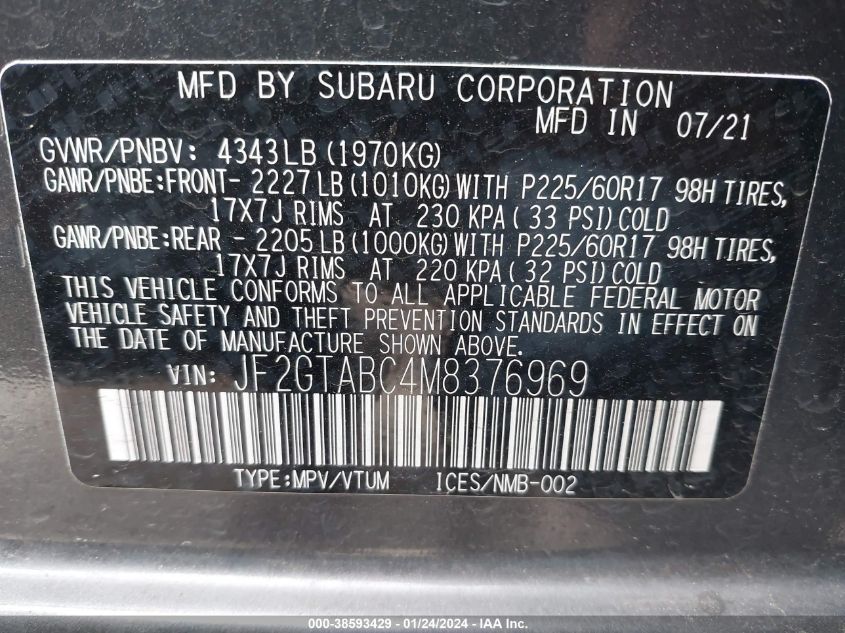 MFD BY SUBARU CORPORATION
MFD IN 07/21
GVWR/PNBV: 4343LB (1970KG)
GAWR/PNBE:FRONT- 2227LB (1010KG) WITH P225/60R17 98H TIRES,
17X7J RIMS AT 230 KPA ( 33 PSI) COLD
GAWR/PNBE:REAR - 2205LB (1000KG) WITH P225/60R17 98H TIRES,
17X7J RIMS AT 220 KPA ( 32 PSI) COLD
THIS VEHICLE CONFORMS TO ALL APPLICABLE FEDERAL MOTOR
VEHICLE SAFETY AND THEFT PREVENTION STANDARDS IN EFFECT ON
THE DATE OF MANUFACTURE SHOWN ABOVE.
VIN: JF2GTABC4M8376969
TYPE:MPV/VTUM ICES/NMB-002
000-38593429 - 01/24/2024 - IAA Inc.